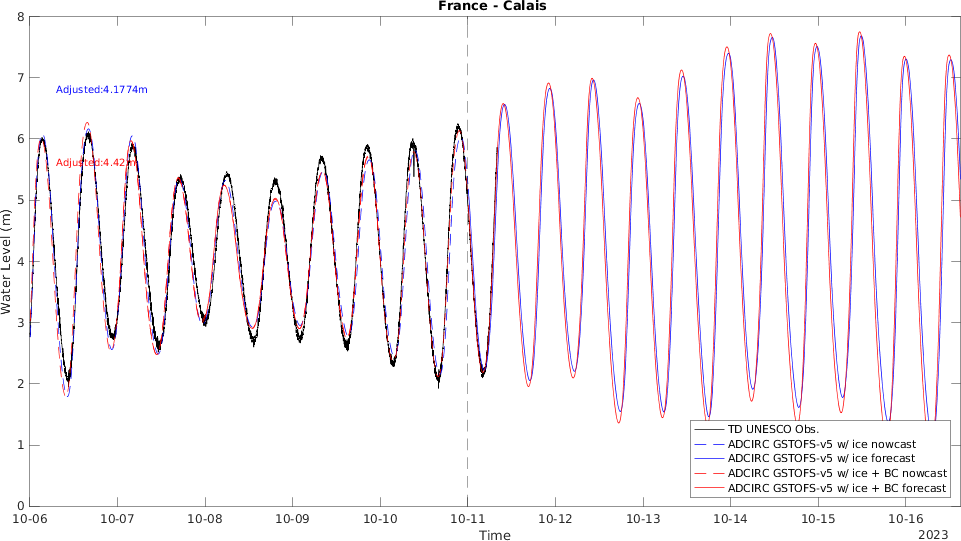 France - Calais
8
7
6
5
4
3
2
1
0
Water Level (m)
Adjusted:4.1774m
TD UNESCO Obs.
ADCIRC GSTOFS-v5 w/ ice nowcast
ADCIRC GSTOFS-v5 w/ ice forecast
ADCIRC GSTOFS-v5 w/ ice + BC nowcast
ADCIRC GSTOFS-v5 w/ ice + BC forecast
10-06 10-07 10-08 10-09 10-10 10-11 10-12 10-13 10-14 10-15 10-16
Time
2023